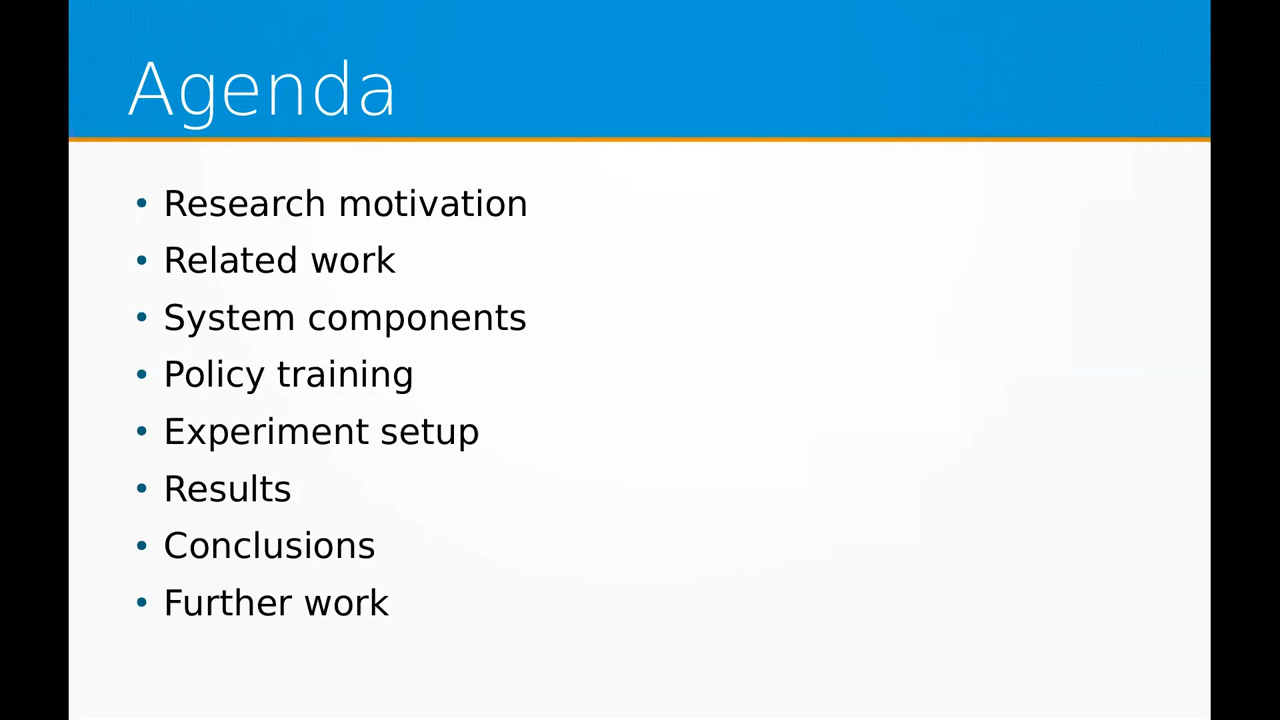 Agenda
• Research motivation
• Related work
• System components
• Policy training
• Experiment setup
• Results
• Conclusions
• Further work